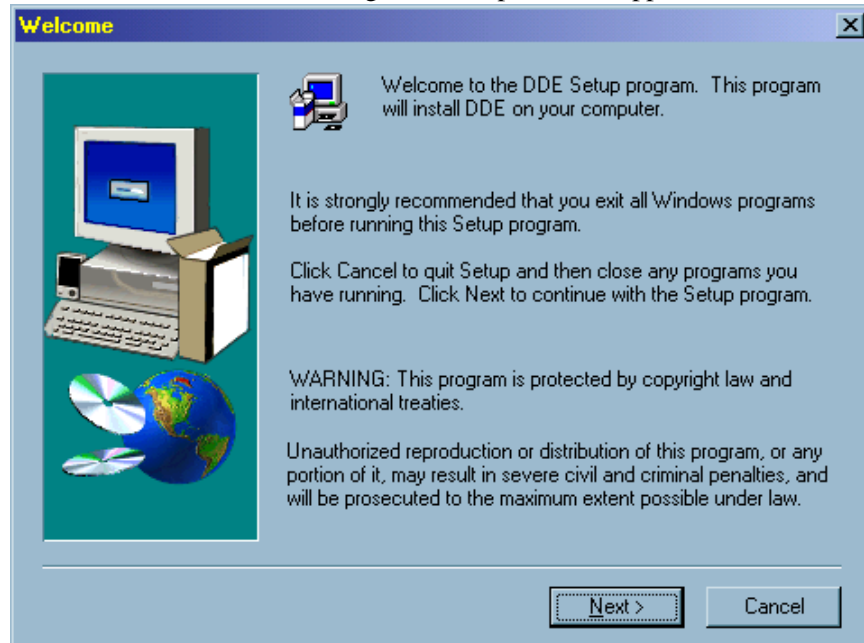 Welcome
Welcome to the DDE Setup program.  This program
will install DDE on your computer.
It is strongly recommended that you exit all Windows programs
before running this Setup program.
Click Cancel to quit Setup and then close any programs you
have running.  Click Next to continue with the Setup program.
WARNING: This program is protected by copyright law and
international treaties.
Unauthorized reproduction or distribution of this program, or any
portion of it, may result in severe civil and criminal penalties, and
will be prosecuted to the maximum extent possible under law.
Next >
Cancel